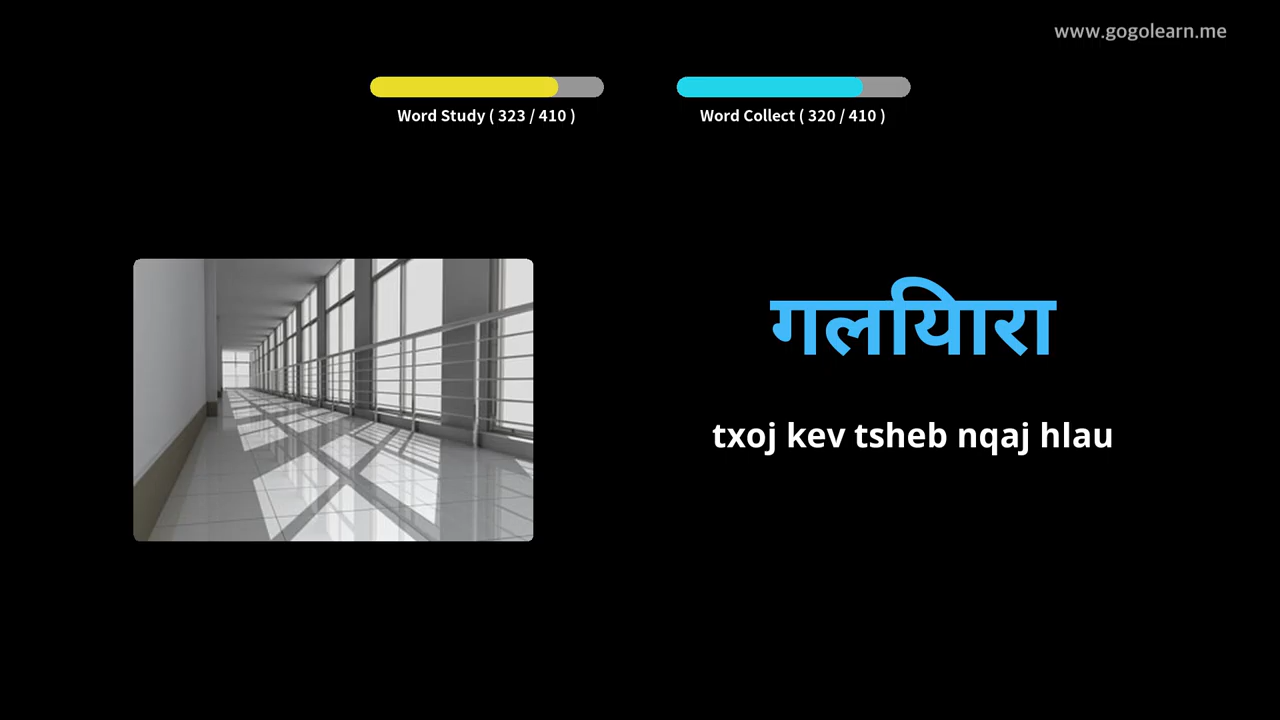 www.gogolearn.me
Word Study ( 323 / 410 )
Word Collect ( 320 / 410 )
गलियारा
txoj kev tsheb nqaj hlau